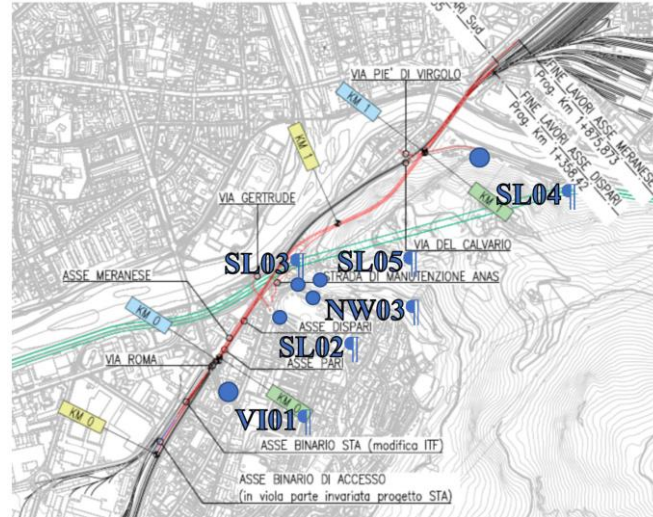 ARI Sud
VIA PIE' DI VIRGOLO
KM 1
FINE LAVORI ASSE MERANESE
Prog. Km 1+875,873
FINE LAVORI ASSE DISPARI
Prog. Km 1+358,42
KM 1
VIA GERTRUDE
SL04¶
VIA DEL CALVARIO
SL03¶
SL05¶
STRADA DI MANUTENZIONE ANAS
ASSE MERANESE
NW03¶
KM 0
ASSE DISPARI
SL02¶
ASSE PARI
VIA ROMA
KM 0
VI01¶
ASSE BINARIO STA (modifica ITF)
ASSE BINARIO DI ACCESSO
(in viola parte invariata progetto STA)